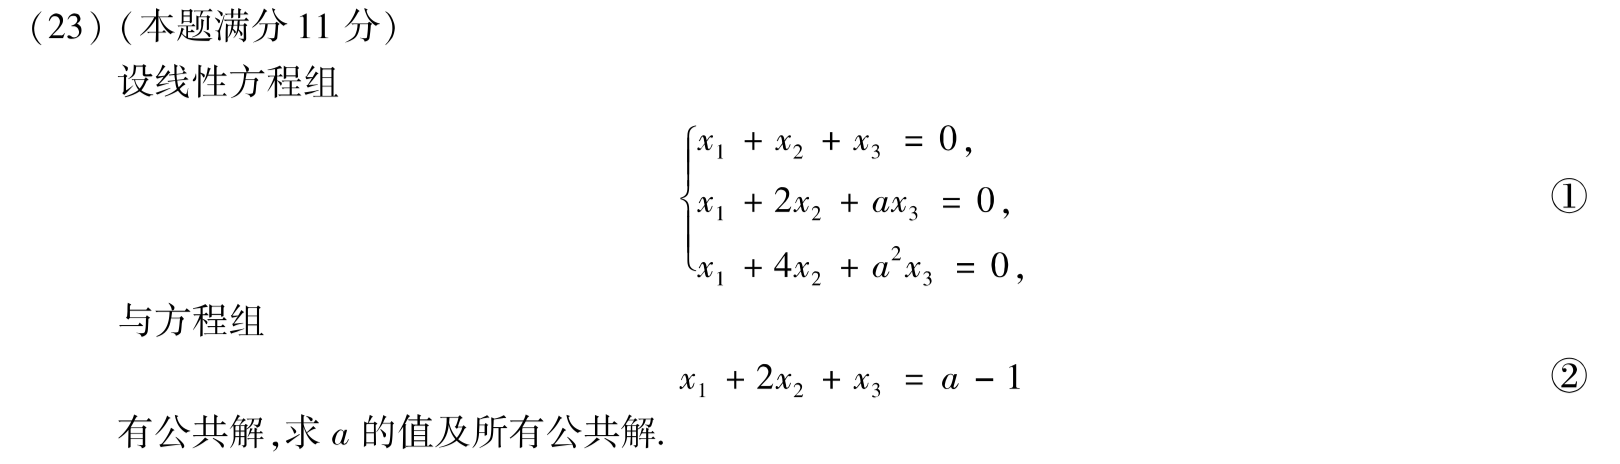 (23)(本题满分 11 分)
设线性方程组
x₁ + x₂ + x₃ = 0,
x₁ + 2x₂ + ax₃ = 0, ①
x₁ + 4x₂ + a²x₃ = 0,
与方程组
x₁ + 2x₂ + x₃ = a - 1 ②
有公共解,求 a 的值及所有公共解.